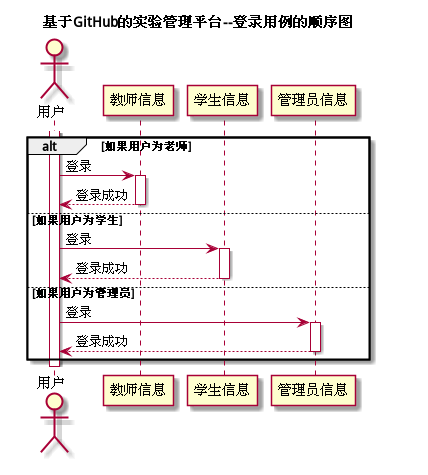 基于GitHub的实验管理平台--登录用例的顺序图
用户
教师信息 学生信息 管理员信息
alt [如果用户为老师]
登录
登录成功
[如果用户为学生]
登录
登录成功
[如果用户为管理员]
登录
登录成功
用户
教师信息 学生信息 管理员信息